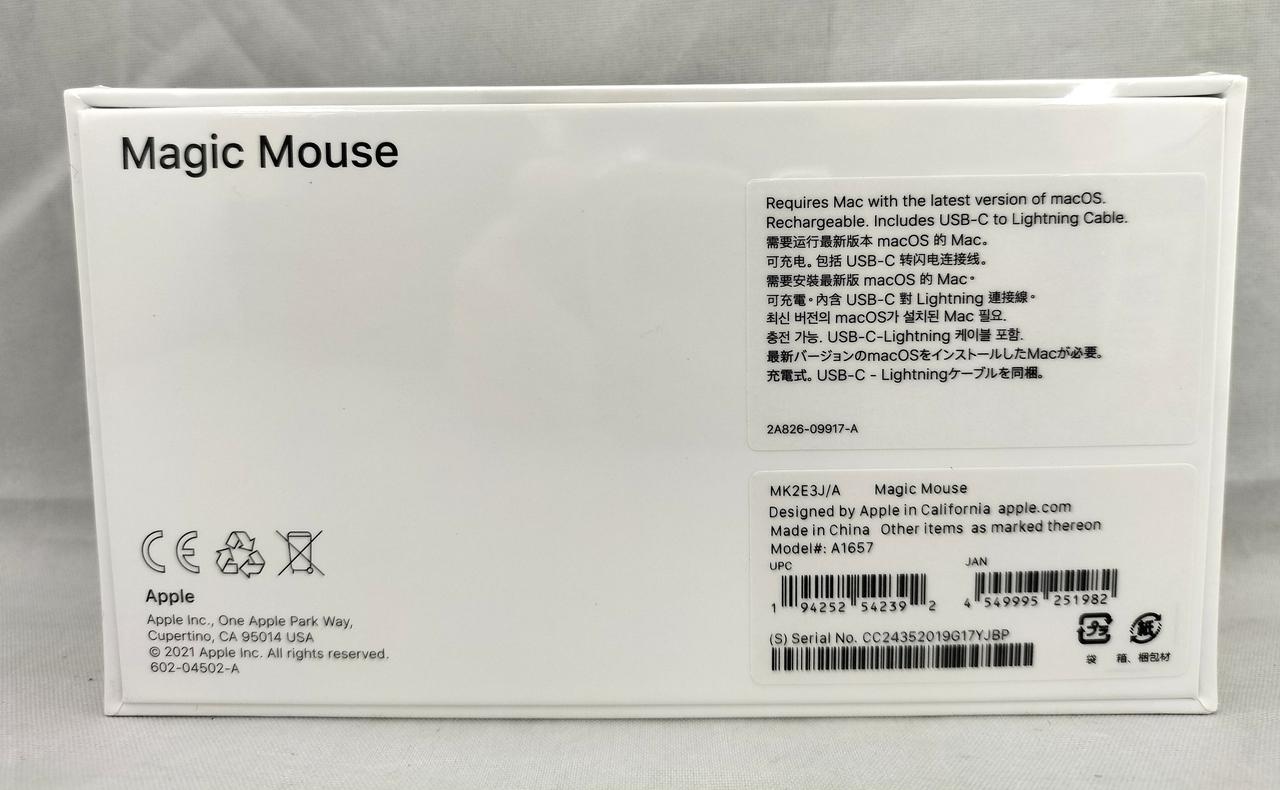 Magic Mouse
Requires Mac with the latest version of macOS.
Rechargeable. Includes USB-C to Lightning Cable.
需要运行最新版本 macOS 的 Mac。
可充电。包括 USB-C 转闪电连接线。
需要安裝最新版 macOS 的 Mac。
可充電。內含 USB-C 對 Lightning 連接線。
최신 버전의 macOS가 설치된 Mac 필요.
충전 가능. USB-C-Lightning 케이블 포함.
最新バージョンのmacOSをインストールしたMacが必要。
充電式。USB-C - Lightningケーブルを同梱。
2A826-09917-A
MK2E3J/A Magic Mouse
Designed by Apple in California apple.com
Made in China Other items as marked thereon
Model#: A1657
UPC JAN
1 94252 54239 2 4 549995 251982
(S) Serial No. CC24352019G17YJBP
プラ 紙
袋 箱、梱包材
CE
Apple
Apple Inc., One Apple Park Way,
Cupertino, CA 95014 USA
© 2021 Apple Inc. All rights reserved.
602-04502-A